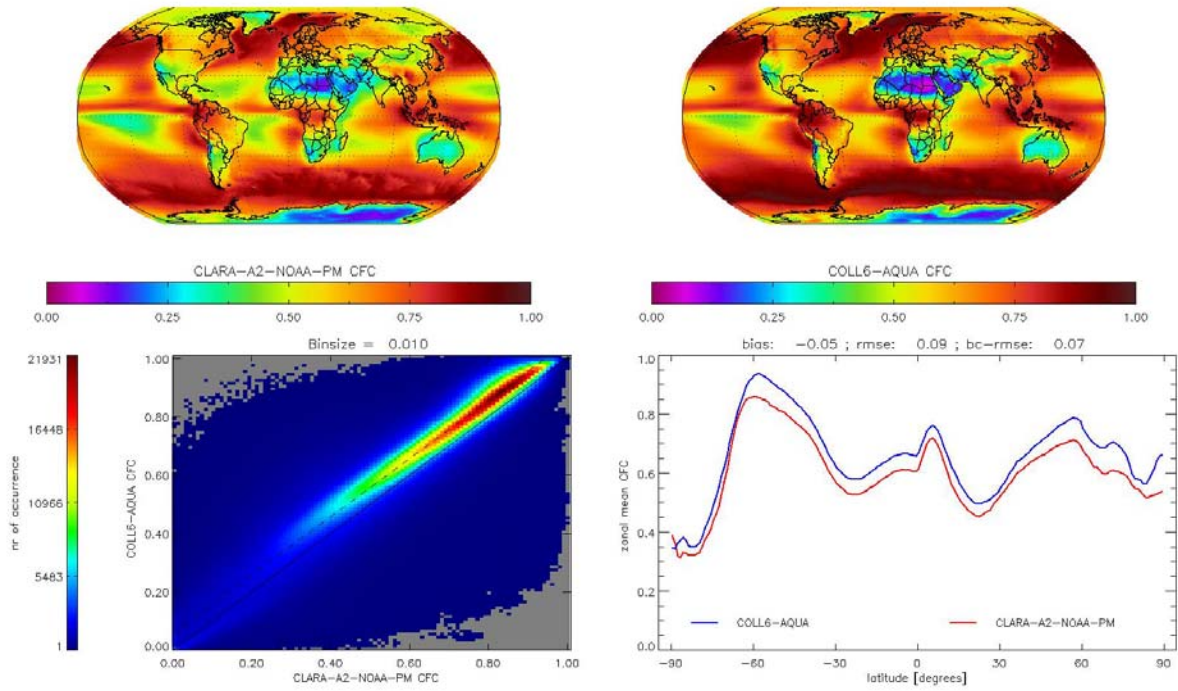 CLARA-A2-NOAA-PM CFC
0.00 0.25 0.50 0.75 1.00
COLL6-AQUA CFC
0.00 0.25 0.50 0.75 1.00
Binsize = 0.010
21931
16448
10966
5483
1
nr of occurrence
1.00
0.80
0.60
0.40
0.20
0.00
COLL6-AQUA CFC
0.00 0.20 0.40 0.60 0.80 1.00
CLARA-A2-NOAA-PM CFC
bias: -0.05 ; rmse: 0.09 ; bc-rmse: 0.07
1.0
0.8
0.6
0.4
0.2
0.0
zonal mean CFC
COLL6-AQUA
CLARA-A2-NOAA-PM
-90 -60 -30 0 30 60 90
latitude [degrees]